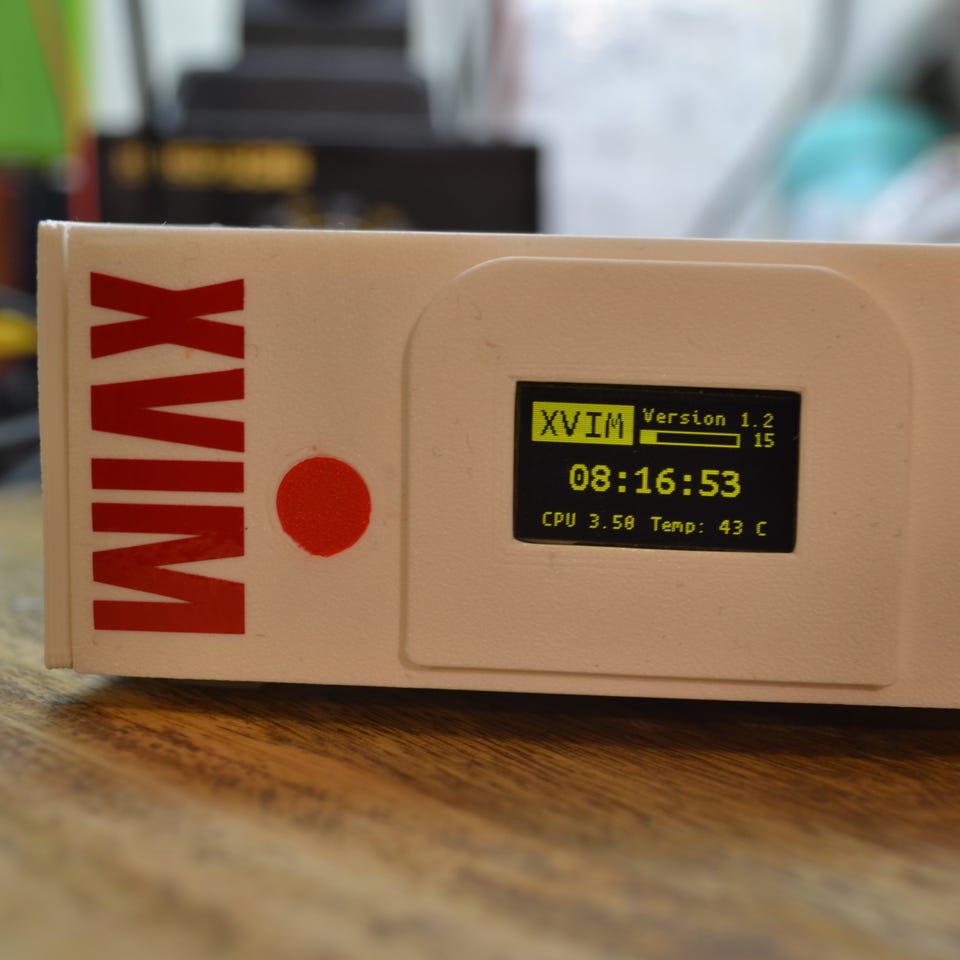 XVIM
XVIM Version 1.2
15
08:16:53
CPU 3.50 Temp: 43 C